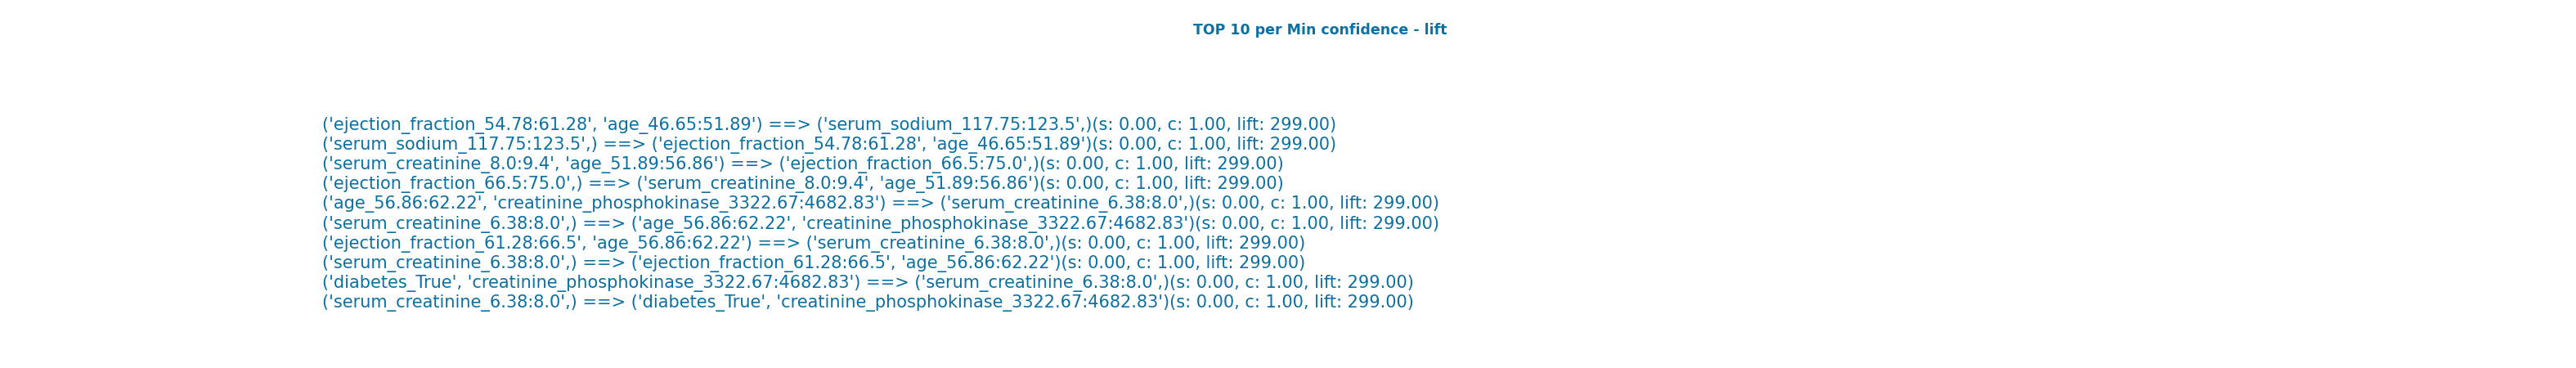 TOP 10 per Min confidence - lift
('ejection_fraction_54.78:61.28', 'age_46.65:51.89') ==> ('serum_sodium_117.75:123.5',)(s: 0.00, c: 1.00, lift: 299.00)
('serum_sodium_117.75:123.5',) ==> ('ejection_fraction_54.78:61.28', 'age_46.65:51.89')(s: 0.00, c: 1.00, lift: 299.00)
('serum_creatinine_8.0:9.4', 'age_51.89:56.86') ==> ('ejection_fraction_66.5:75.0',)(s: 0.00, c: 1.00, lift: 299.00)
('ejection_fraction_66.5:75.0',) ==> ('serum_creatinine_8.0:9.4', 'age_51.89:56.86')(s: 0.00, c: 1.00, lift: 299.00)
('age_56.86:62.22', 'creatinine_phosphokinase_3322.67:4682.83') ==> ('serum_creatinine_6.38:8.0',)(s: 0.00, c: 1.00, lift: 299.00)
('serum_creatinine_6.38:8.0',) ==> ('age_56.86:62.22', 'creatinine_phosphokinase_3322.67:4682.83')(s: 0.00, c: 1.00, lift: 299.00)
('ejection_fraction_61.28:66.5', 'age_56.86:62.22') ==> ('serum_creatinine_6.38:8.0',)(s: 0.00, c: 1.00, lift: 299.00)
('serum_creatinine_6.38:8.0',) ==> ('ejection_fraction_61.28:66.5', 'age_56.86:62.22')(s: 0.00, c: 1.00, lift: 299.00)
('diabetes_True', 'creatinine_phosphokinase_3322.67:4682.83') ==> ('serum_creatinine_6.38:8.0',)(s: 0.00, c: 1.00, lift: 299.00)
('serum_creatinine_6.38:8.0',) ==> ('diabetes_True', 'creatinine_phosphokinase_3322.67:4682.83')(s: 0.00, c: 1.00, lift: 299.00)